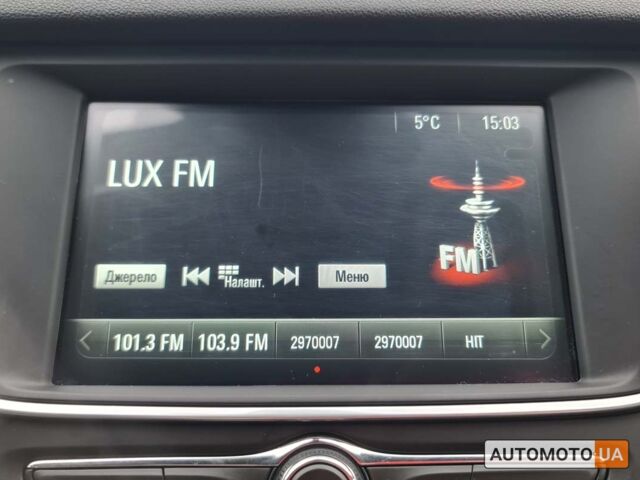 5°C 15:03
LUX FM
FM
Джерело Налашт. Меню
101.3 FM 103.9 FM 2970007 2970007 HIT
AUTOMOTO.UA